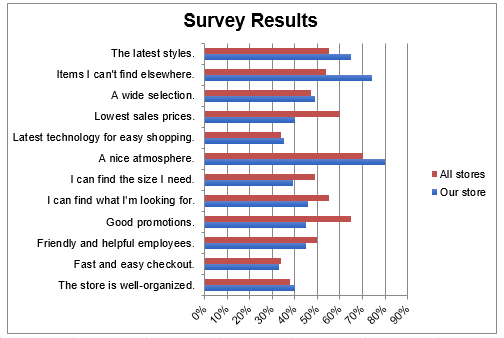 Survey Results
The latest styles.
Items I can't find elsewhere.
A wide selection.
Lowest sales prices.
Latest technology for easy shopping.
A nice atmosphere.
I can find the size I need.
I can find what I'm looking for.
Good promotions.
Friendly and helpful employees.
Fast and easy checkout.
The store is well-organized.
All stores
Our store
0% 10% 20% 30% 40% 50% 60% 70% 80% 90%